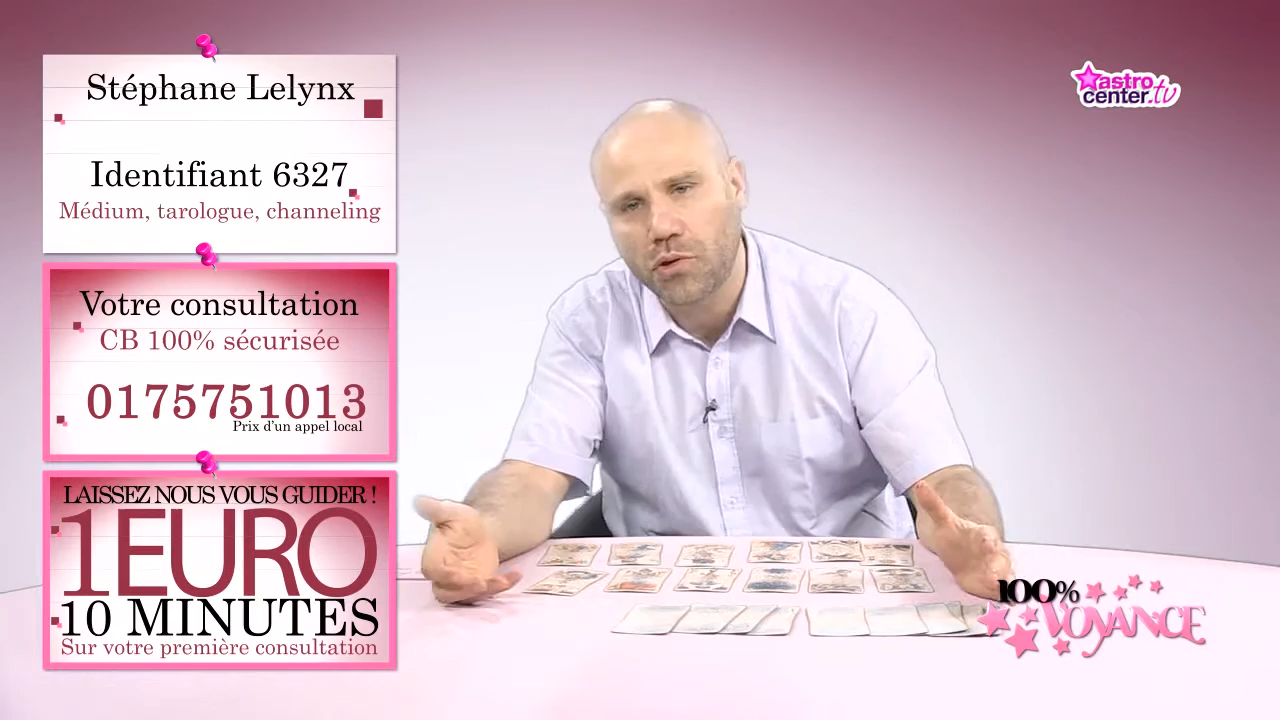 Stéphane Lelynx
Identifiant 6327
Médium, tarologue, channeling
Votre consultation
CB 100% sécurisée
0175751013
Prix d'un appel local
LAISSEZ NOUS VOUS GUIDER !
1EURO
10 MINUTES
Sur votre première consultation
astro
center.tv
100%
VOYANCE